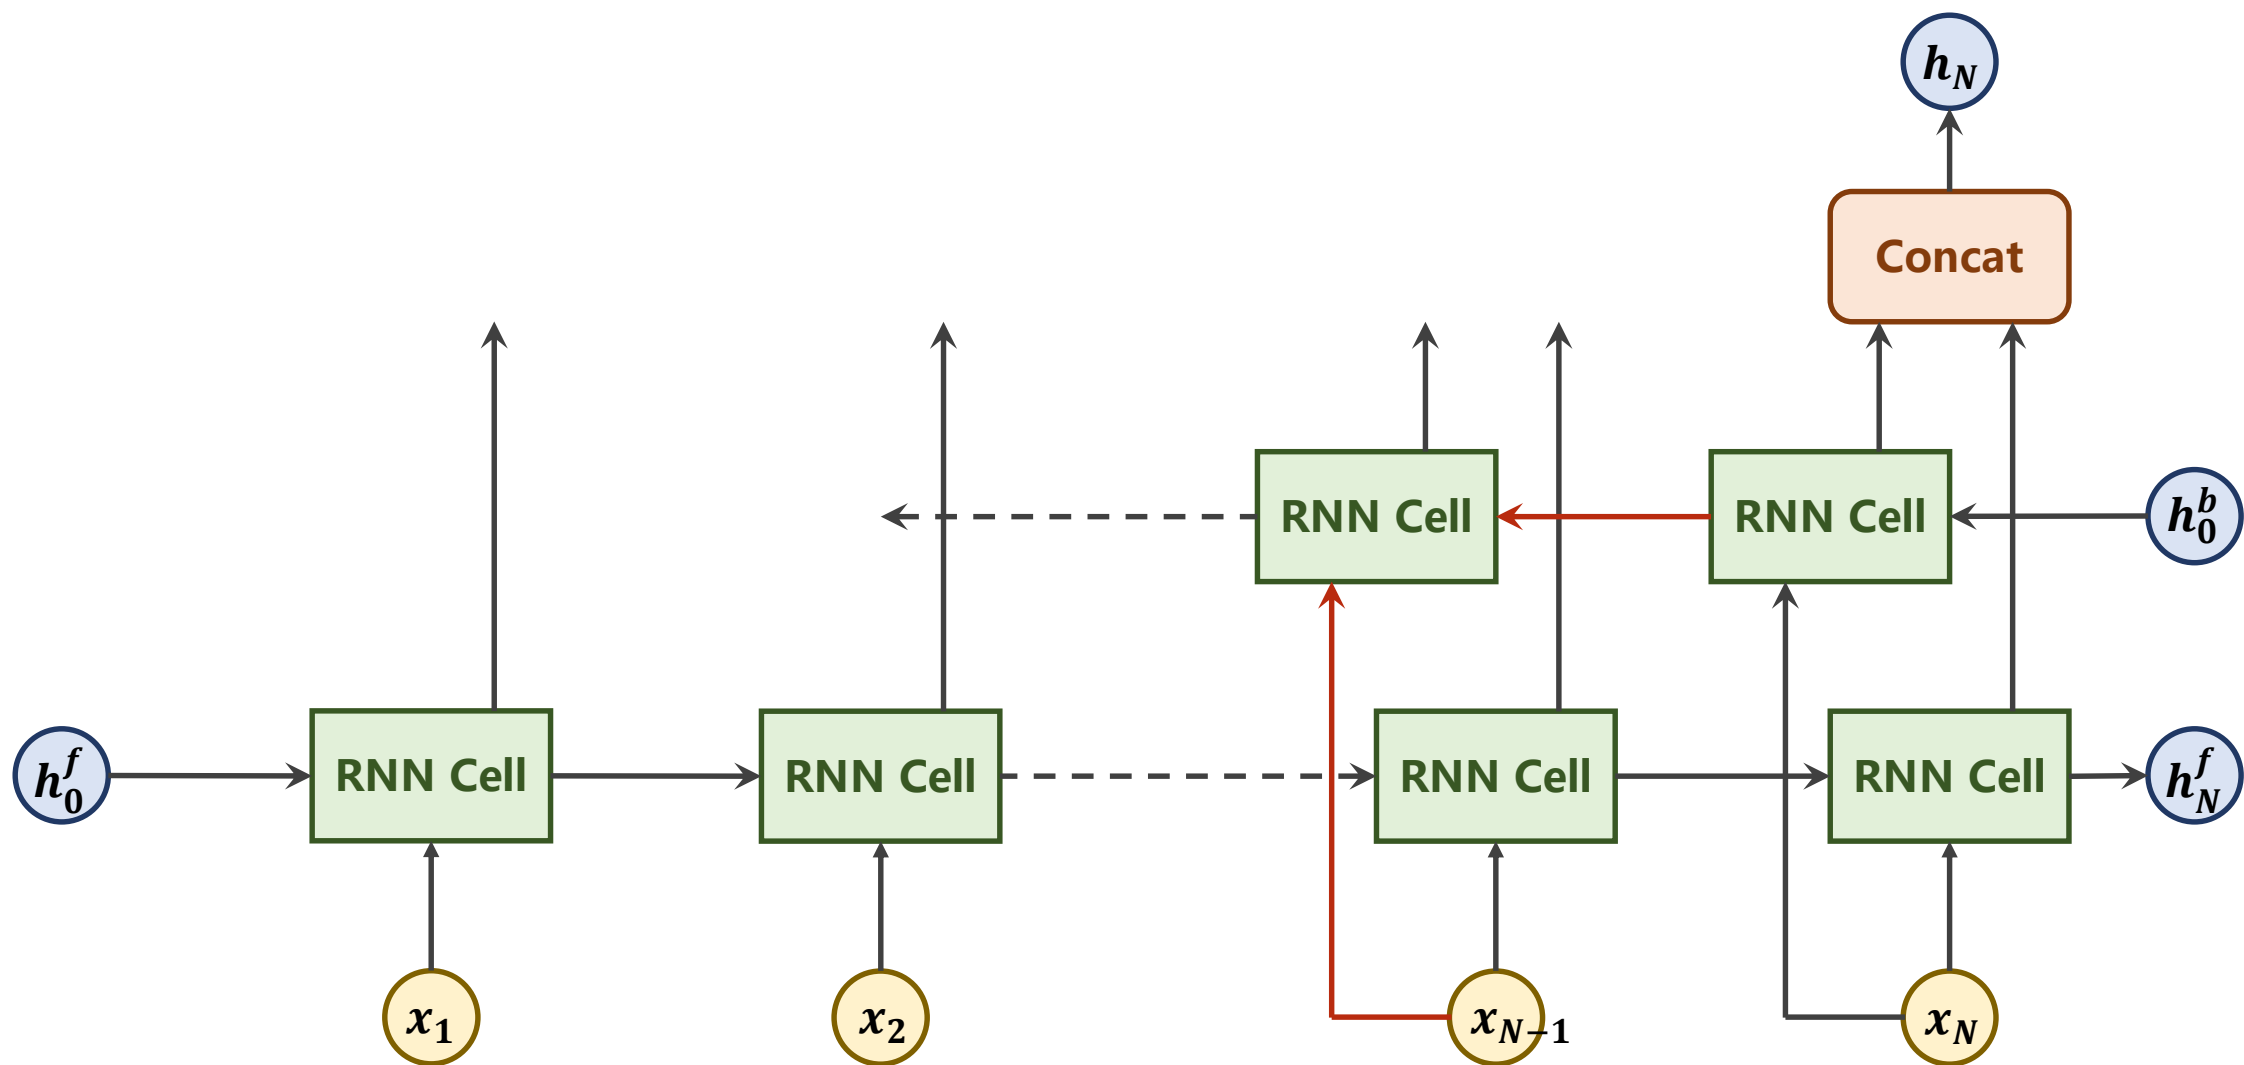 h_N
Concat
RNN Cell
RNN Cell
h_0^b
h_0^f
RNN Cell
RNN Cell
RNN Cell
RNN Cell
h_N^f
x_1
x_2
x_{N-1}
x_N